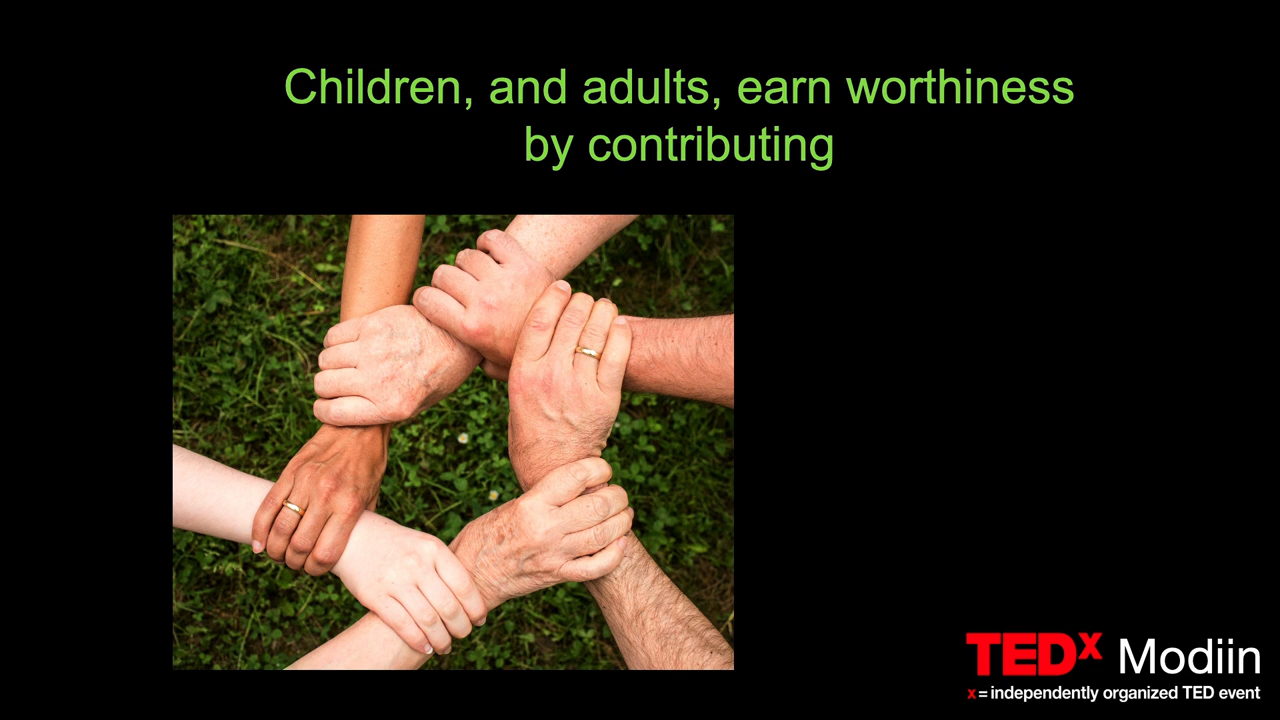 Children, and adults, earn worthiness
by contributing
TEDx Modiin
x = independently organized TED event